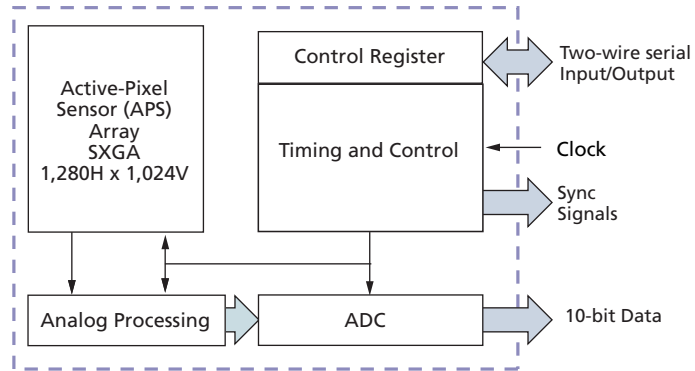 Active-Pixel
Sensor (APS)
Array
SXGA
1,280H x 1,024V
Control Register
Two-wire serial
Input/Output
Timing and Control
Clock
Sync
Signals
Analog Processing
ADC
10-bit Data